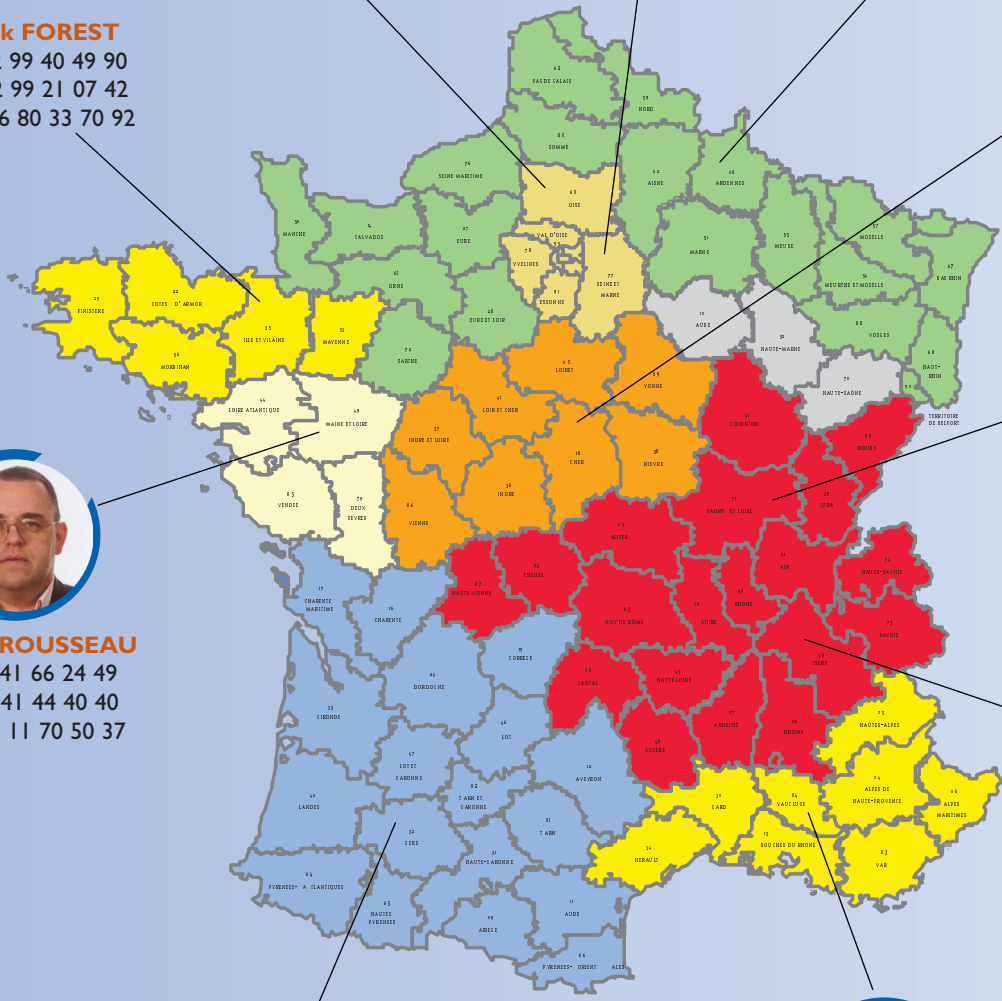 k FOREST
99 40 49 90
99 21 07 42
6 80 33 70 92
62
PAS DE CALAIS
59
NORD
80
SOMME
76
SEINE MARITIME
60
OISE
02
AISNE
08
ARDENNES
50
MANCHE
14
CALVADOS
27
EURE
VAL D'OISE
95
78
YVELINES
91
ESSONNE
77
SEINE ET
MARNE
51
MARNE
55
MEUSE
57
MOSELLE
54
MEURTHE ET MOSELLE
67
BAS RHIN
61
ORNE
28
EURE ET LOIR
72
SARTHE
10
AUBE
52
HAUTE-MARNE
88
VOSGES
68
HAUT-
RHIN
70
HAUTE-SAÔNE
90
TERRITOIRE
DE BELFORT
29
FINISTERE
22
COTES D'ARMOR
56
MORBIHAN
35
ILLE ET VILAINE
53
MAYENNE
44
LOIRE ATLANTIQUE
49
MAINE ET LOIRE
85
VENDEE
79
DEUX
SEVRES
45
LOIRET
89
YONNE
41
LOIR ET CHER
37
INDRE ET LOIRE
18
CHER
58
NIEVRE
36
INDRE
86
VIENNE
21
COTE D'OR
25
DOUBS
39
JURA
71
SAONE ET LOIRE
03
ALLIER
23
CREUSE
87
HAUTE VIENNE
63
PUY DE DÔME
42
LOIRE
69
RHÔNE
01
AIN
74
HAUTE-SAVOIE
73
SAVOIE
38
ISERE
15
CANTAL
43
HAUTE LOIRE
07
ARDECHE
26
DROME
48
LOZERE
17
CHARENTE
MARITIME
16
CHARENTE
19
CORREZE
24
DORDOGNE
33
GIRONDE
46
LOT
47
LOT ET
GARONNE
12
AVEYRON
40
LANDES
82
TARN ET
GARONNE
81
TARN
32
GERS
31
HAUTE-GARONNE
64
PYRENEES- ATLANTIQUES
65
HAUTES
PYRENEES
09
ARIEGE
11
AUDE
66
PYRENEES- ORIENTALES
05
HAUTES-ALPES
04
ALPES DE
HAUTE-PROVENCE
06
ALPES
MARITIMES
30
GARD
84
VAUCLUSE
13
BOUCHES DU RHONE
34
HERAULT
83
VAR
ROUSSEAU
41 66 24 49
41 44 40 40
11 70 50 37